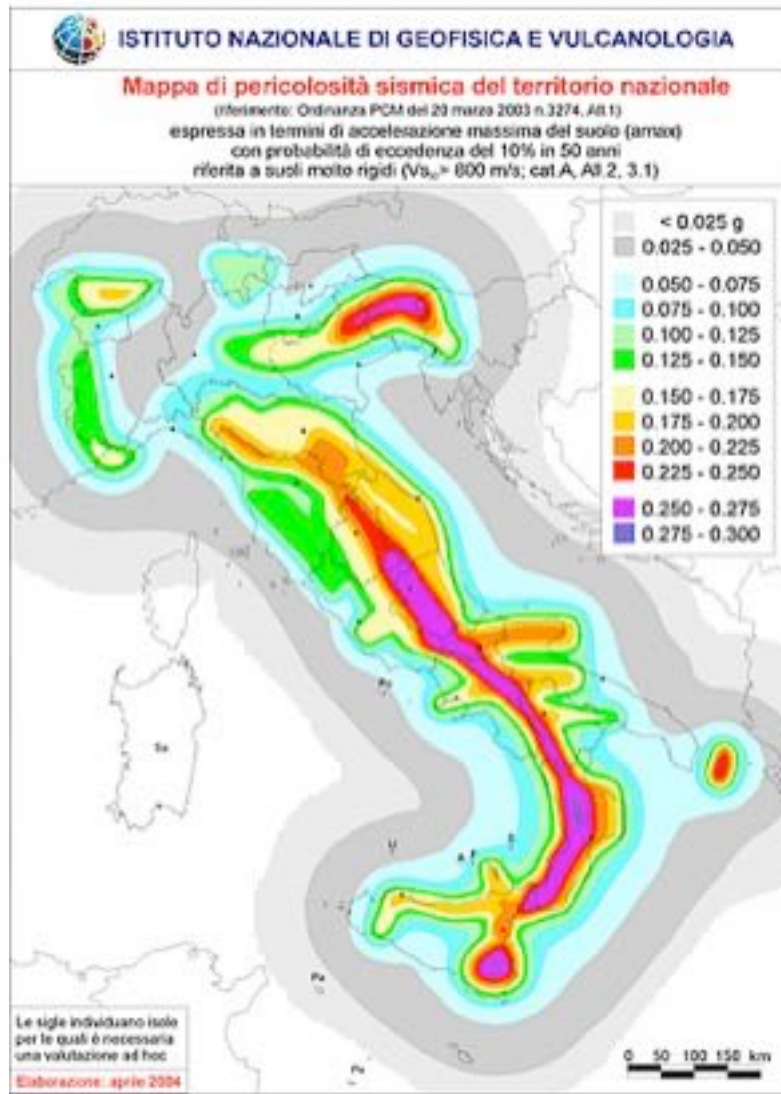 ISTITUTO NAZIONALE DI GEOFISICA E VULCANOLOGIA
Mappa di pericolosità sismica del territorio nazionale
(riferimento: Ordinanza PCM del 20 marzo 2003 n.3274, All.1)
espressa in termini di accelerazione massima del suolo (amax)
con probabilità di eccedenza del 10% in 50 anni
riferita a suoli molto rigidi (Vs₃₀> 800 m/s; cat.A, All.2, 3.1)
< 0.025 g
0.025 - 0.050
0.050 - 0.075
0.075 - 0.100
0.100 - 0.125
0.125 - 0.150
0.150 - 0.175
0.175 - 0.200
0.200 - 0.225
0.225 - 0.250
0.250 - 0.275
0.275 - 0.300
Sa
U
A
Pa
Le sigle individuano isole
per le quali è necessaria
una valutazione ad hoc
Elaborazione: aprile 2004
0 50 100 150 km